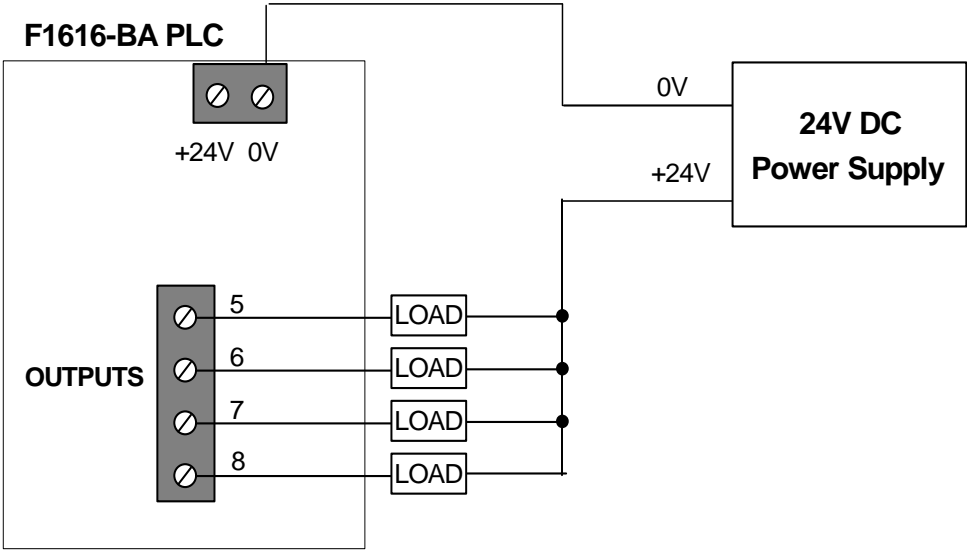 F1616-BA PLC
+24V 0V
0V
+24V
24V DC
Power Supply
OUTPUTS
5
LOAD
6
LOAD
7
LOAD
8
LOAD